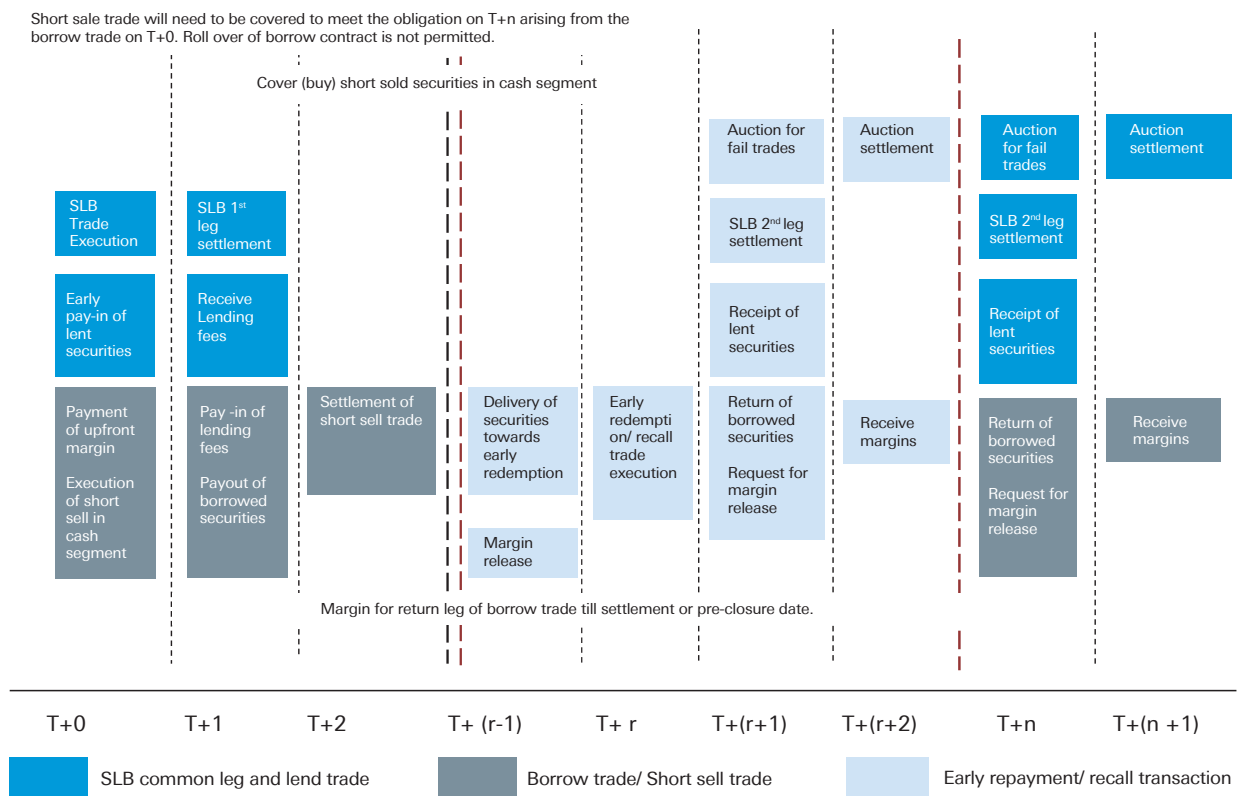 Short sale trade will need to be covered to meet the obligation on T+n arising from the
borrow trade on T+0. Roll over of borrow contract is not permitted.
Cover (buy) short sold securities in cash segment
Auction for
fail trades
Auction
settlement
Auction
for fail
trades
Auction
settlement
SLB
Trade
Execution
SLB 1st
leg
settlement
SLB 2nd leg
settlement
SLB 2nd leg
settlement
Early
pay-in of
lent
securities
Receive
Lending
fees
Receipt of
lent
securities
Receipt of
lent
securities
Payment
of upfront
margin
Execution
of short
sell in
cash
segment
Pay -in of
lending
fees
Payout of
borrowed
securities
Settlement of
short sell trade
Delivery of
securities
towards
early
redemption
Margin
release
Early
redempti
on/ recall
trade
execution
Return of
borrowed
securities
Request for
margin
release
Receive
margins
Return of
borrowed
securities
Request for
margin
release
Receive
margins
Margin for return leg of borrow trade till settlement or pre-closure date.
T+0
T+1
T+2
T+ (r-1)
T+ r
T+(r+1)
T+(r+2)
T+n
T+(n +1)
SLB common leg and lend trade
Borrow trade/ Short sell trade
Early repayment/ recall transaction